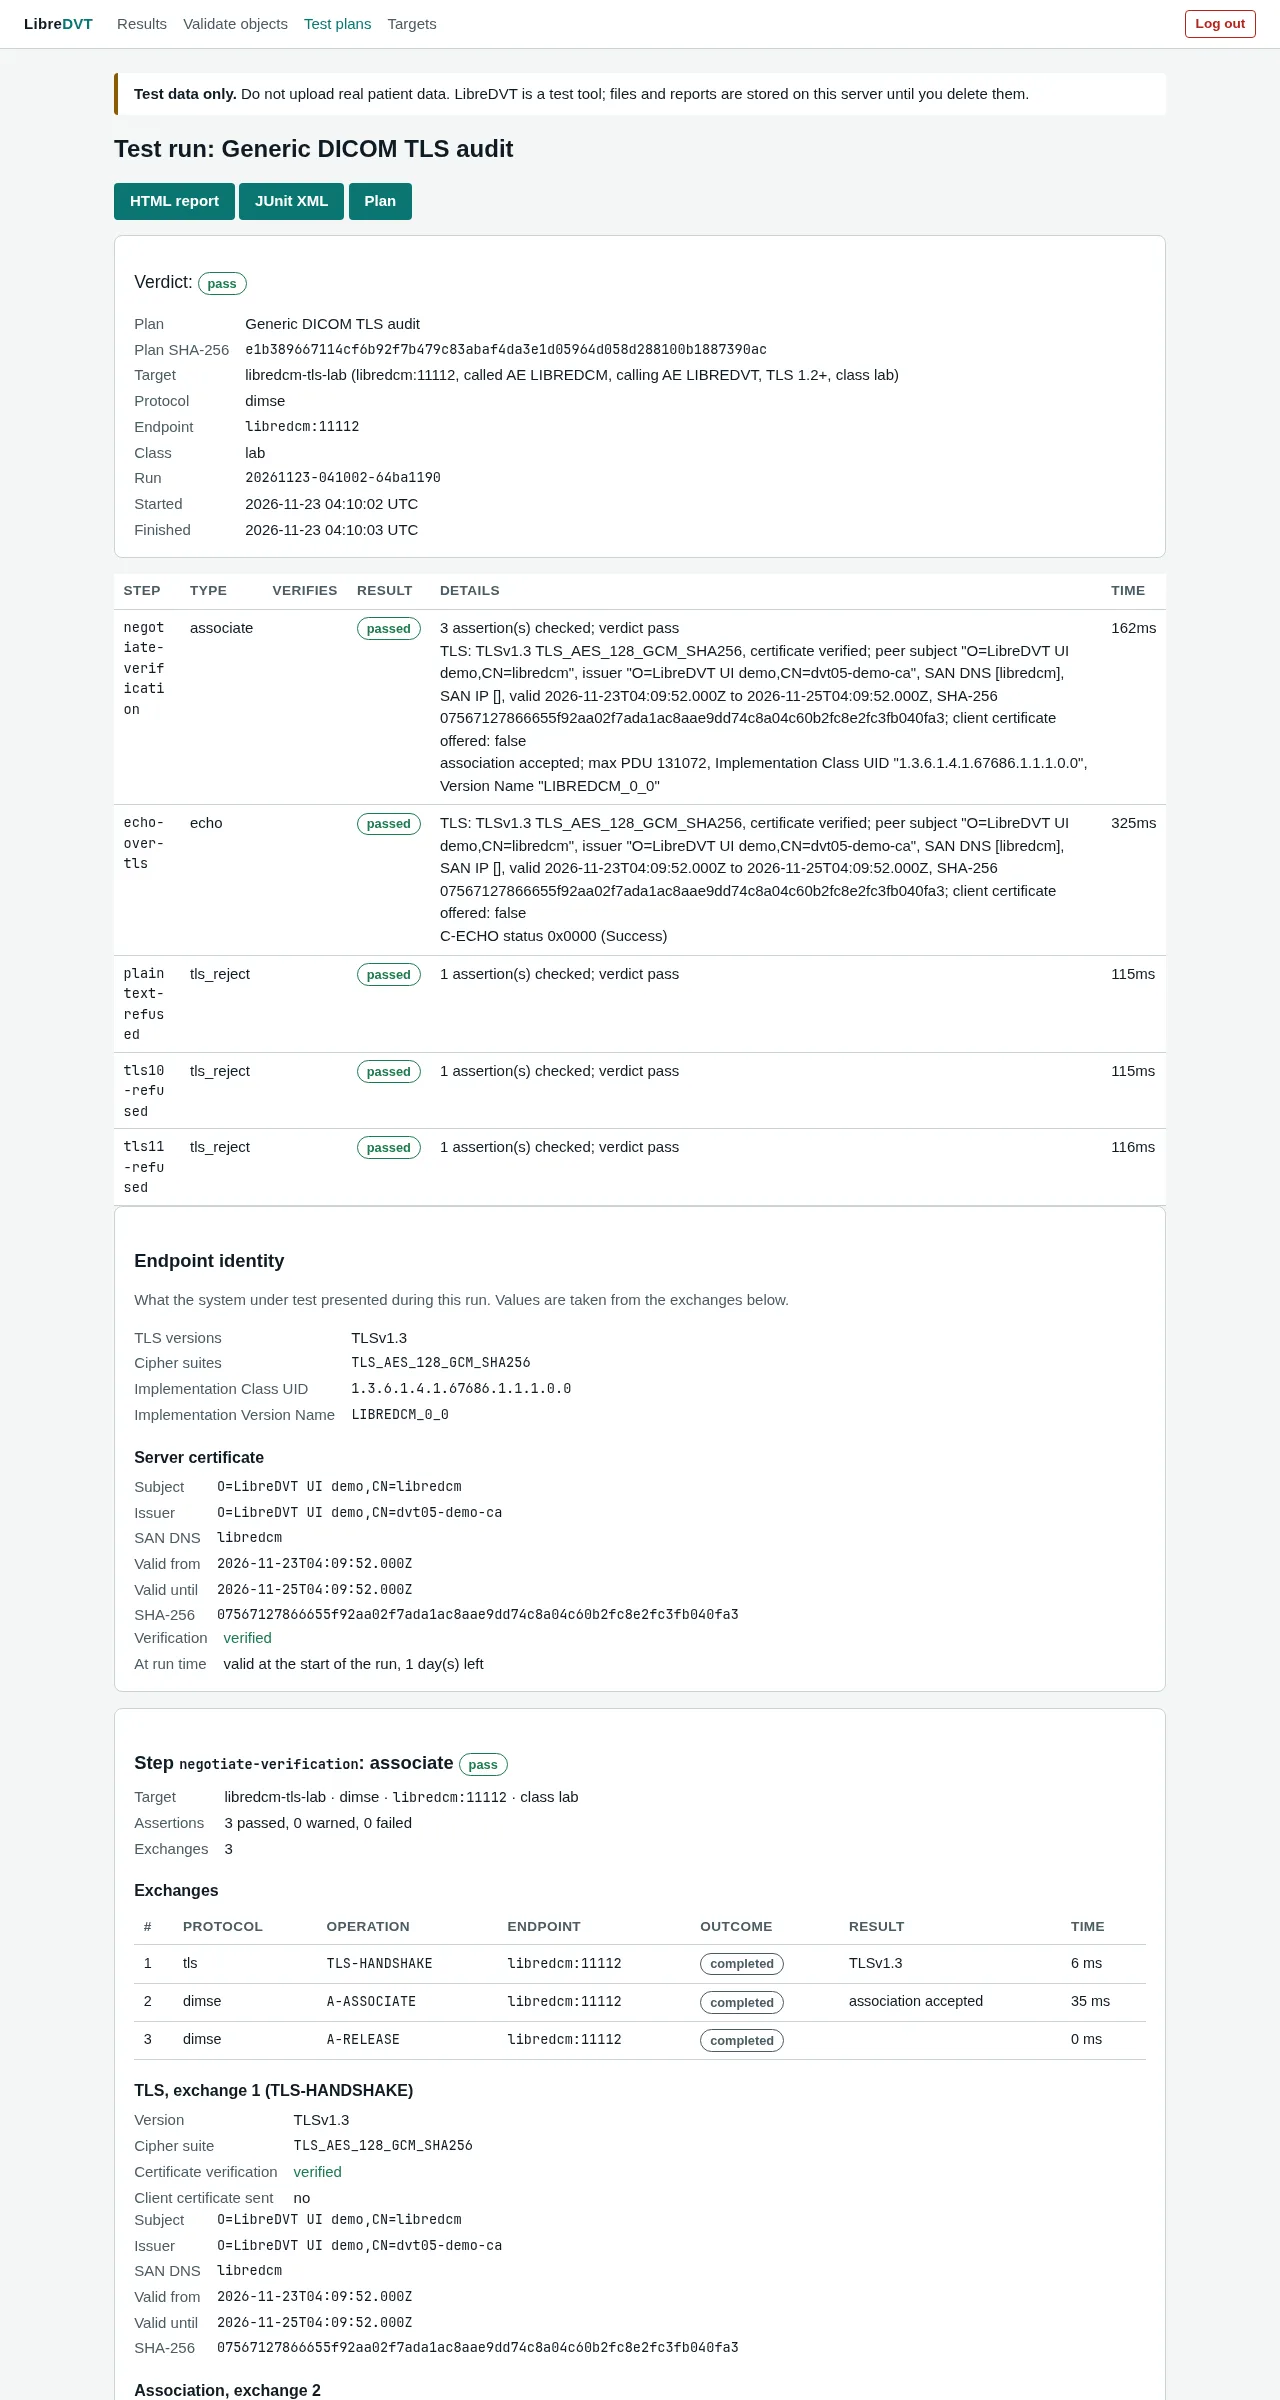 LibreDVT Results Validate objects Test plans Targets Log out
Test data only. Do not upload real patient data. LibreDVT is a test tool; files and reports are stored on this server until you delete them.
Test run: Generic DICOM TLS audit
HTML report JUnit XML Plan
Verdict: pass
Plan Generic DICOM TLS audit
Plan SHA-256 e1b389667114cf6b92f7b479c83abaf4da3e1d05964d058d288100b1887390ac
Target libredcm-tls-lab (libredcm:11112, called AE LIBREDCM, calling AE LIBREDVT, TLS 1.2+, class lab)
Protocol dimse
Endpoint libredcm:11112
Class lab
Run 20261123-041002-64ba1190
Started 2026-11-23 04:10:02 UTC
Finished 2026-11-23 04:10:03 UTC
STEP TYPE VERIFIES RESULT DETAILS TIME
negot
iate-
verif
icati
on
associate passed
3 assertion(s) checked; verdict pass
TLS: TLSv1.3 TLS_AES_128_GCM_SHA256, certificate verified; peer subject "O=LibreDVT UI
demo,CN=libredcm", issuer "O=LibreDVT UI demo,CN=dvt05-demo-ca", SAN DNS [libredcm],
SAN IP [], valid 2026-11-23T04:09:52.000Z to 2026-11-25T04:09:52.000Z, SHA-256
07567127866655f92aa02f7ada1ac8aae9dd74c8a04c60b2fc8e2fc3fb040fa3; client certificate
offered: false
association accepted; max PDU 131072, Implementation Class UID "1.3.6.1.4.1.67686.1.1.1.0.0",
Version Name "LIBREDCM_0_0"
162ms
echo-
over-
tls
echo passed
TLS: TLSv1.3 TLS_AES_128_GCM_SHA256, certificate verified; peer subject "O=LibreDVT UI
demo,CN=libredcm", issuer "O=LibreDVT UI demo,CN=dvt05-demo-ca", SAN DNS [libredcm],
SAN IP [], valid 2026-11-23T04:09:52.000Z to 2026-11-25T04:09:52.000Z, SHA-256
07567127866655f92aa02f7ada1ac8aae9dd74c8a04c60b2fc8e2fc3fb040fa3; client certificate
offered: false
C-ECHO status 0x0000 (Success)
325ms
plain
text-
refus
ed
tls_reject passed 1 assertion(s) checked; verdict pass 115ms
tls10
-refu
sed
tls_reject passed 1 assertion(s) checked; verdict pass 115ms
tls11
-refu
sed
tls_reject passed 1 assertion(s) checked; verdict pass 116ms
Endpoint identity
What the system under test presented during this run. Values are taken from the exchanges below.
TLS versions TLSv1.3
Cipher suites TLS_AES_128_GCM_SHA256
Implementation Class UID 1.3.6.1.4.1.67686.1.1.1.0.0
Implementation Version Name LIBREDCM_0_0
Server certificate
Subject O=LibreDVT UI demo,CN=libredcm
Issuer O=LibreDVT UI demo,CN=dvt05-demo-ca
SAN DNS libredcm
Valid from 2026-11-23T04:09:52.000Z
Valid until 2026-11-25T04:09:52.000Z
SHA-256 07567127866655f92aa02f7ada1ac8aae9dd74c8a04c60b2fc8e2fc3fb040fa3
Verification verified
At run time valid at the start of the run, 1 day(s) left
Step negotiate-verification: associate pass
Target libredcm-tls-lab · dimse · libredcm:11112 · class lab
Assertions 3 passed, 0 warned, 0 failed
Exchanges 3
Exchanges
# PROTOCOL OPERATION ENDPOINT OUTCOME RESULT TIME
1 tls TLS-HANDSHAKE libredcm:11112 completed TLSv1.3 6 ms
2 dimse A-ASSOCIATE libredcm:11112 completed association accepted 35 ms
3 dimse A-RELEASE libredcm:11112 completed 0 ms
TLS, exchange 1 (TLS-HANDSHAKE)
Version TLSv1.3
Cipher suite TLS_AES_128_GCM_SHA256
Certificate verification verified
Client certificate sent no
Subject O=LibreDVT UI demo,CN=libredcm
Issuer O=LibreDVT UI demo,CN=dvt05-demo-ca
SAN DNS libredcm
Valid from 2026-11-23T04:09:52.000Z
Valid until 2026-11-25T04:09:52.000Z
SHA-256 07567127866655f92aa02f7ada1ac8aae9dd74c8a04c60b2fc8e2fc3fb040fa3
Association, exchange 2